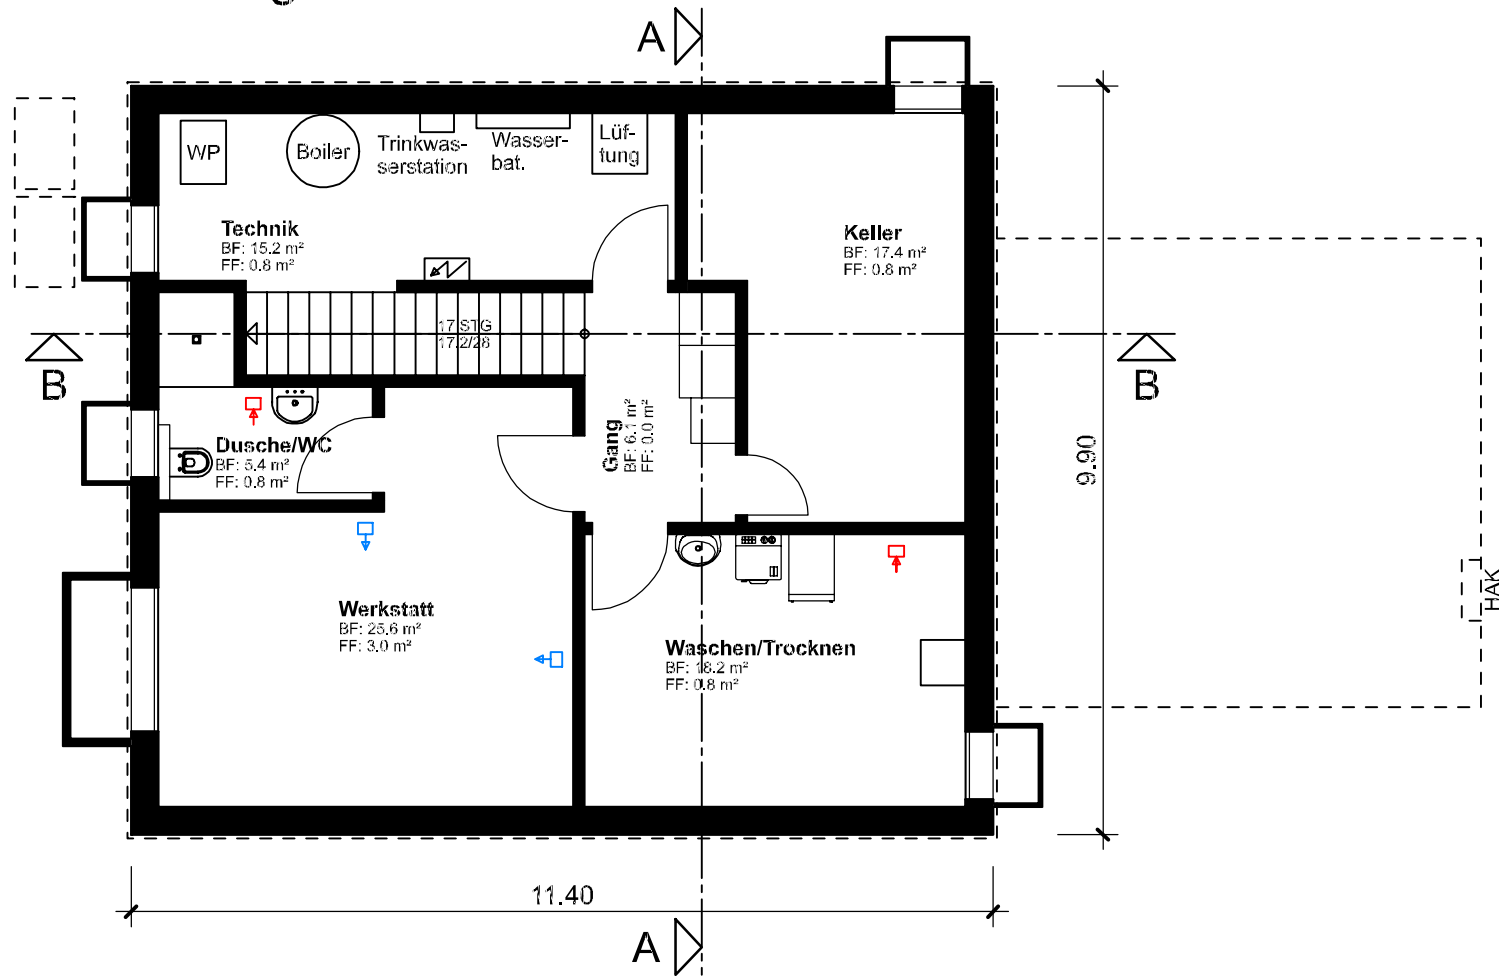 A
WP
Boiler
Trinkwas-
serstation
Wasser-
bat.
Lüf-
tung
Technik
BF: 15.2 m²
FF: 0.8 m²
Keller
BF: 17.4 m²
FF: 0.8 m²
17 STG
17.2/28
B
B
Dusche/WC
BF: 5.4 m²
FF: 0.8 m²
Gang
BF: 6.1 m²
FF: 0.0 m²
9.90
HAK
Werkstatt
BF: 25.6 m²
FF: 3.0 m²
Waschen/Trocknen
BF: 18.2 m²
FF: 0.8 m²
11.40
A